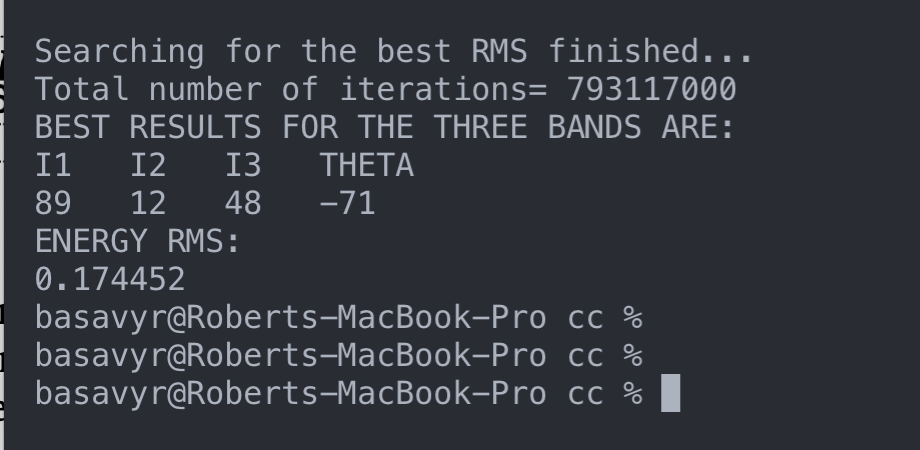 Searching for the best RMS finished...
Total number of iterations= 793117000
BEST RESULTS FOR THE THREE BANDS ARE:
I1 I2 I3 THETA
89 12 48 −71
ENERGY RMS:
0.174452
basavyr@Roberts−MacBook−Pro cc %
basavyr@Roberts−MacBook−Pro cc %
basavyr@Roberts−MacBook−Pro cc %